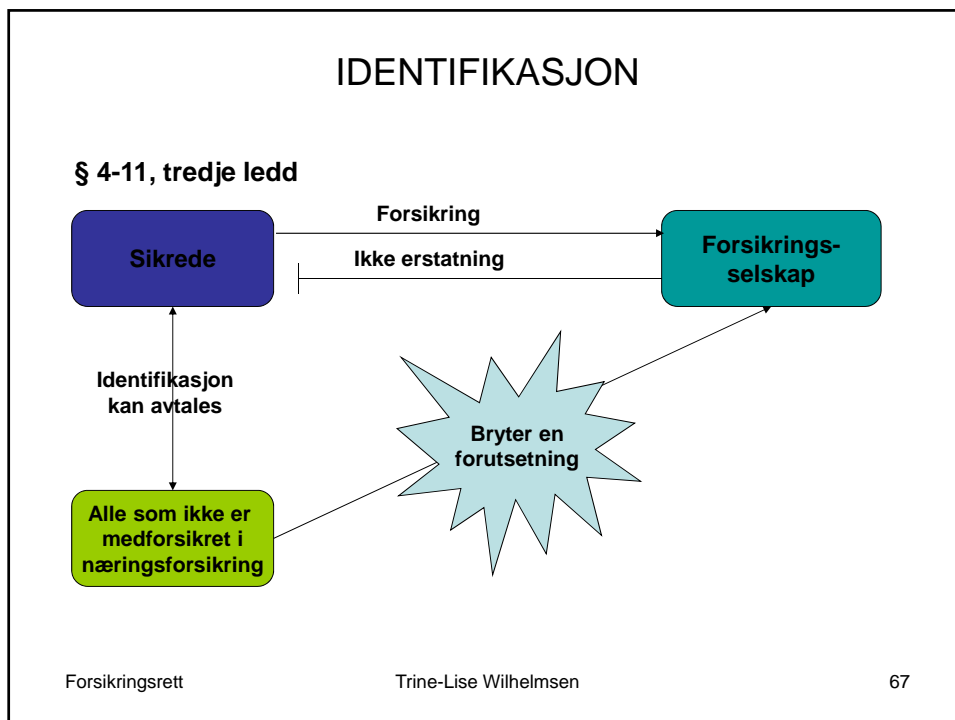 IDENTIFIKASJON
§ 4-11, tredje ledd
Forsikring
Sikrede
Ikke erstatning
Forsikrings-
selskap
Identifikasjon
kan avtales
Bryter en
forutsetning
Alle som ikke er
medforsikret i
næringsforsikring
Forsikringsrett
Trine-Lise Wilhelmsen
67